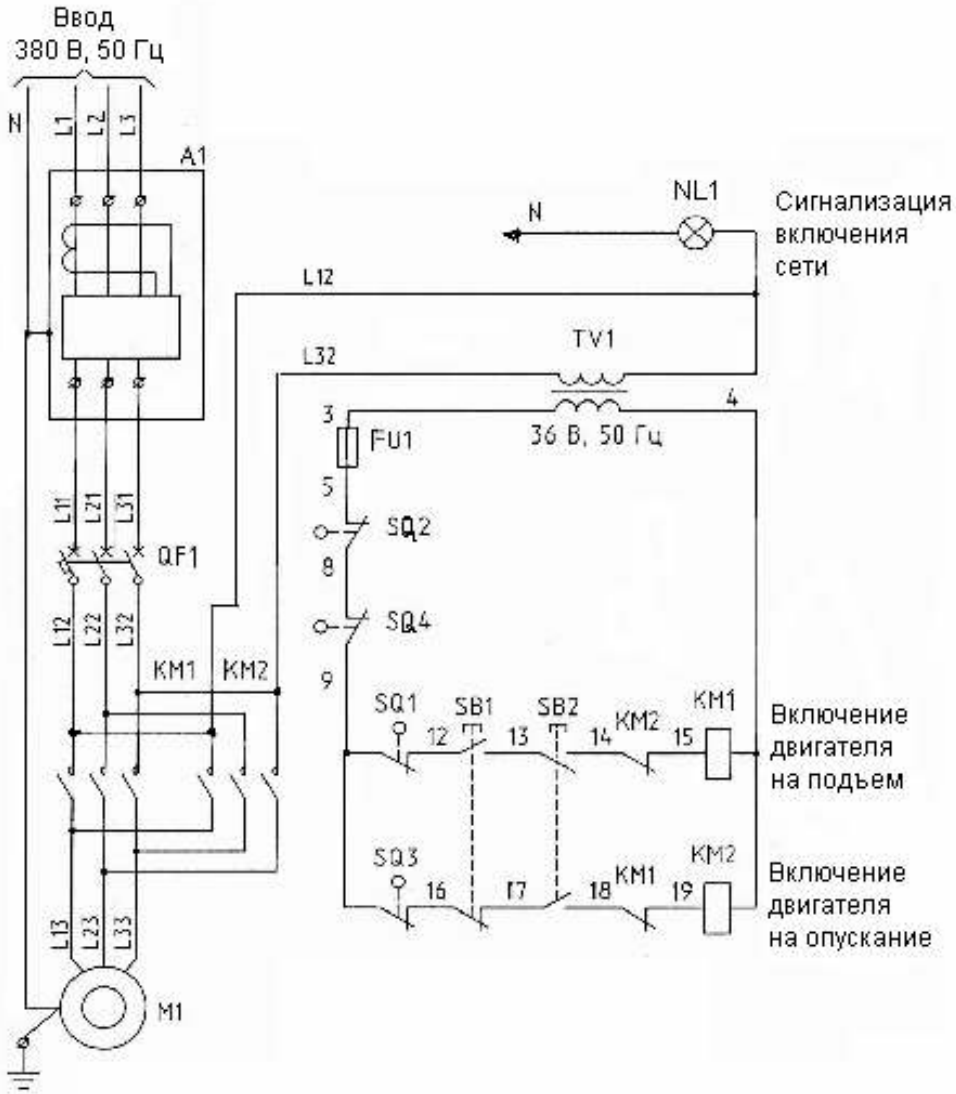 Ввод
380 В, 50 Гц
N
L1
L2
L3
A1
NL1
N
Сигнализация
включения
сети
L12
TV1
L32
3
4
36 В, 50 Гц
FU1
5
L11
L21
L31
SQ2
QF1
8
L12
L22
L32
SQ4
KM1
KM2
9
SQ1
12
SB1
13
SB2
14
KM2
15
KM1
Включение
двигателя
на подъем
SQ3
16
17
18
KM1
19
KM2
Включение
двигателя
на опускание
L13
L23
L33
M1